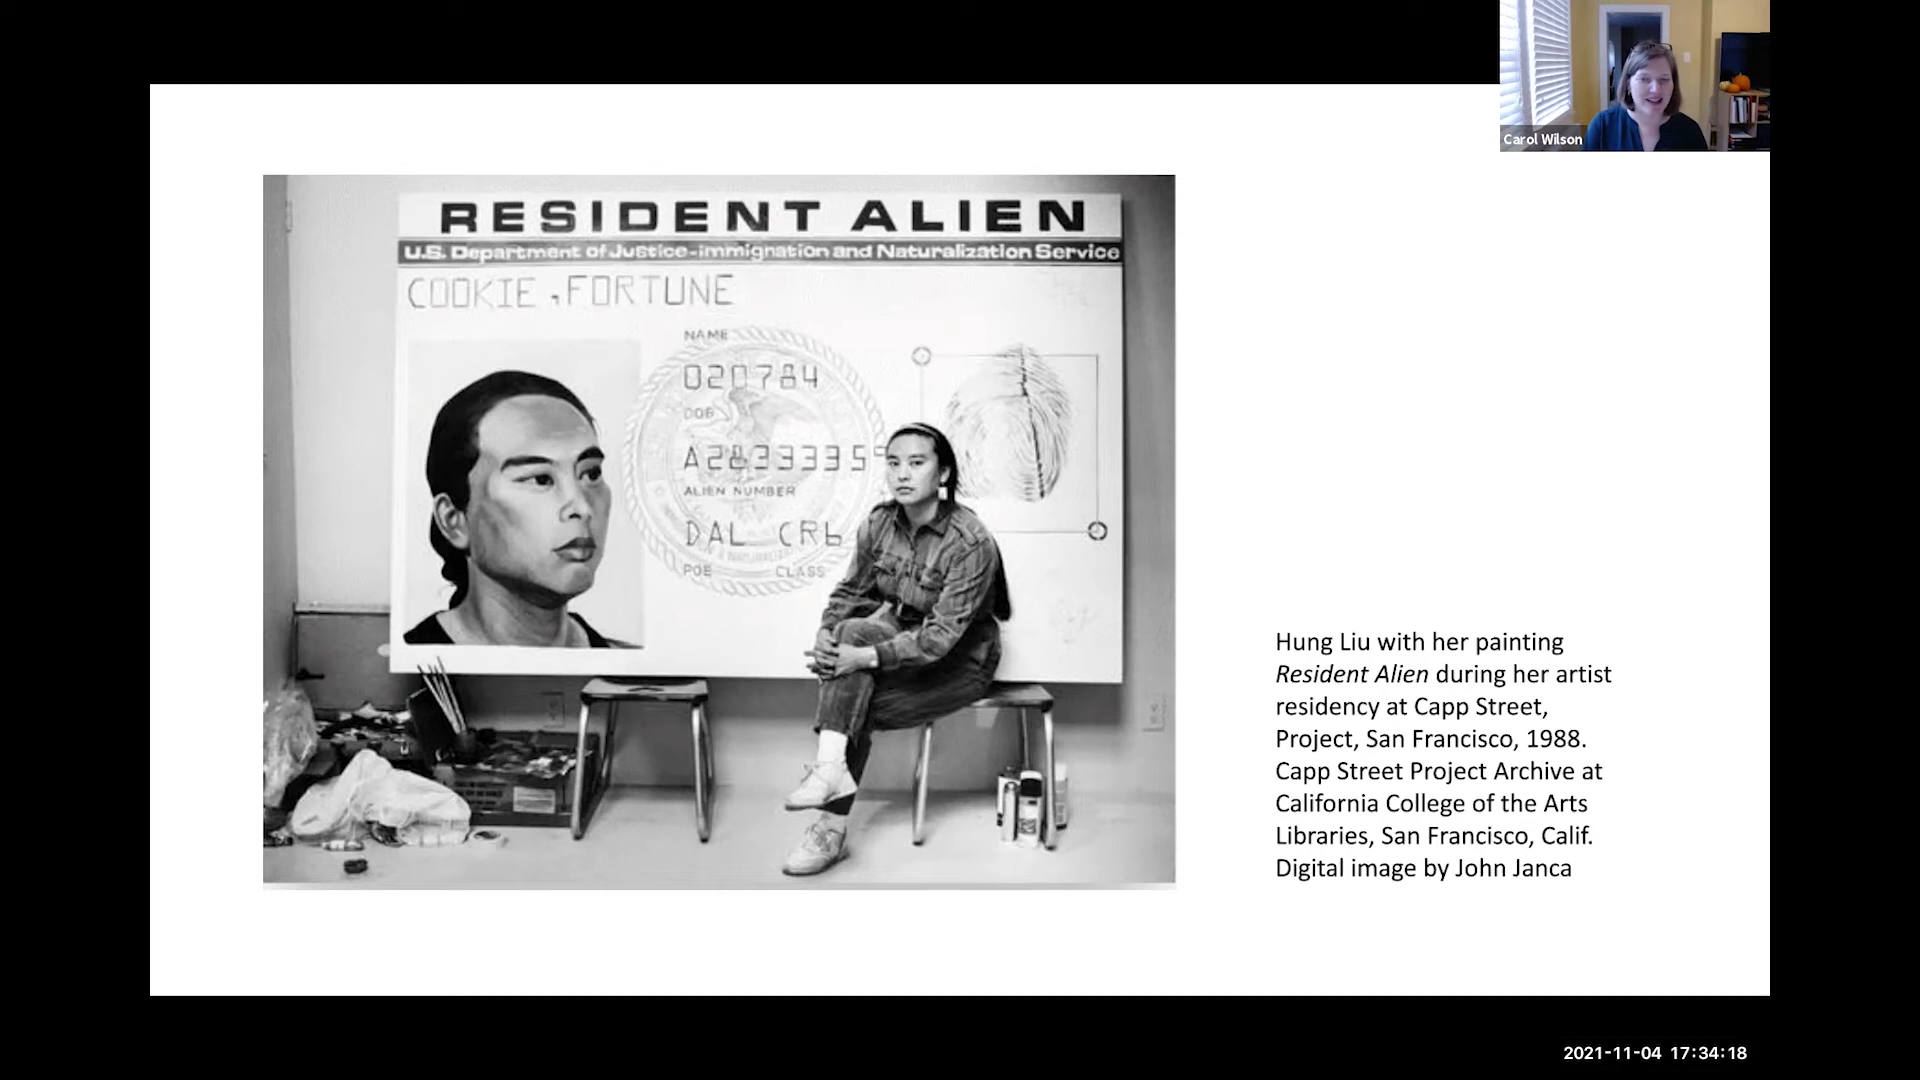 Carol Wilson
RESIDENT ALIEN
U.S. Department of Justice-Immignation and Naturalization Service
COOKIE , FORTUNE
NAME
020784
DOB
A28333359
ALIEN NUMBER
DAL CR6
POE CLASS
Hung Liu with her painting
Resident Alien during her artist
residency at Capp Street,
Project, San Francisco, 1988.
Capp Street Project Archive at
California College of the Arts
Libraries, San Francisco, Calif.
Digital image by John Janca
2021-11-04 17:34:18